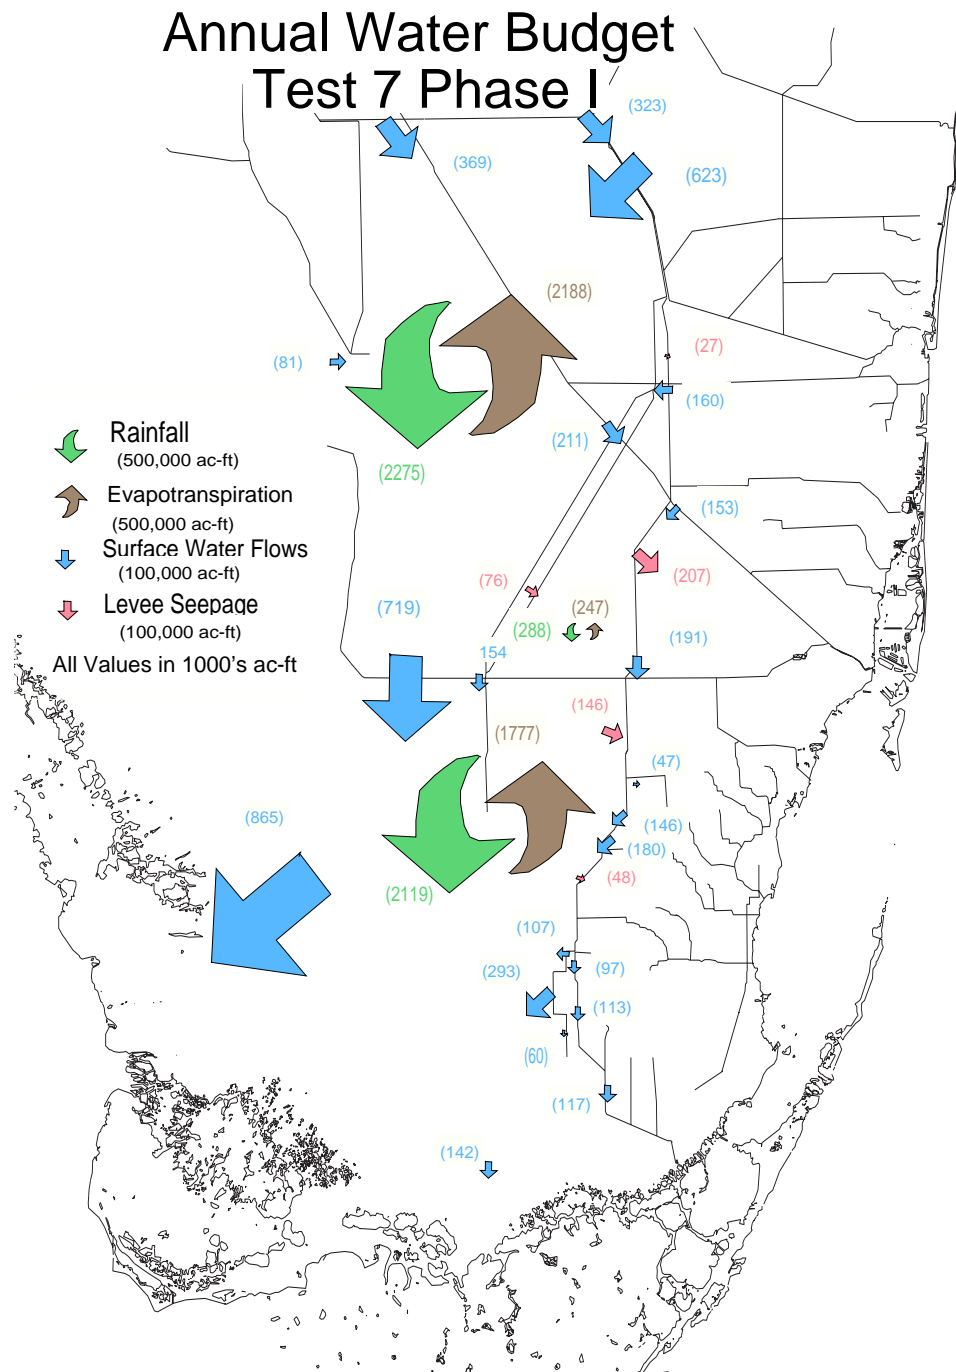 Annual Water Budget
Test 7 Phase I
(323)
(369)
(623)
(2188)
(27)
(81)
(160)
(211)
Rainfall
(500,000 ac-ft)
(2275)
Evapotranspiration
(500,000 ac-ft)
(153)
Surface Water Flows
(100,000 ac-ft)
(76)
(207)
Levee Seepage
(100,000 ac-ft)
(719)
(247)
(288)
(191)
154
All Values in 1000's ac-ft
(146)
(1777)
(47)
(865)
(146)
(180)
(48)
(2119)
(107)
(293)
(97)
(113)
(60)
(117)
(142)